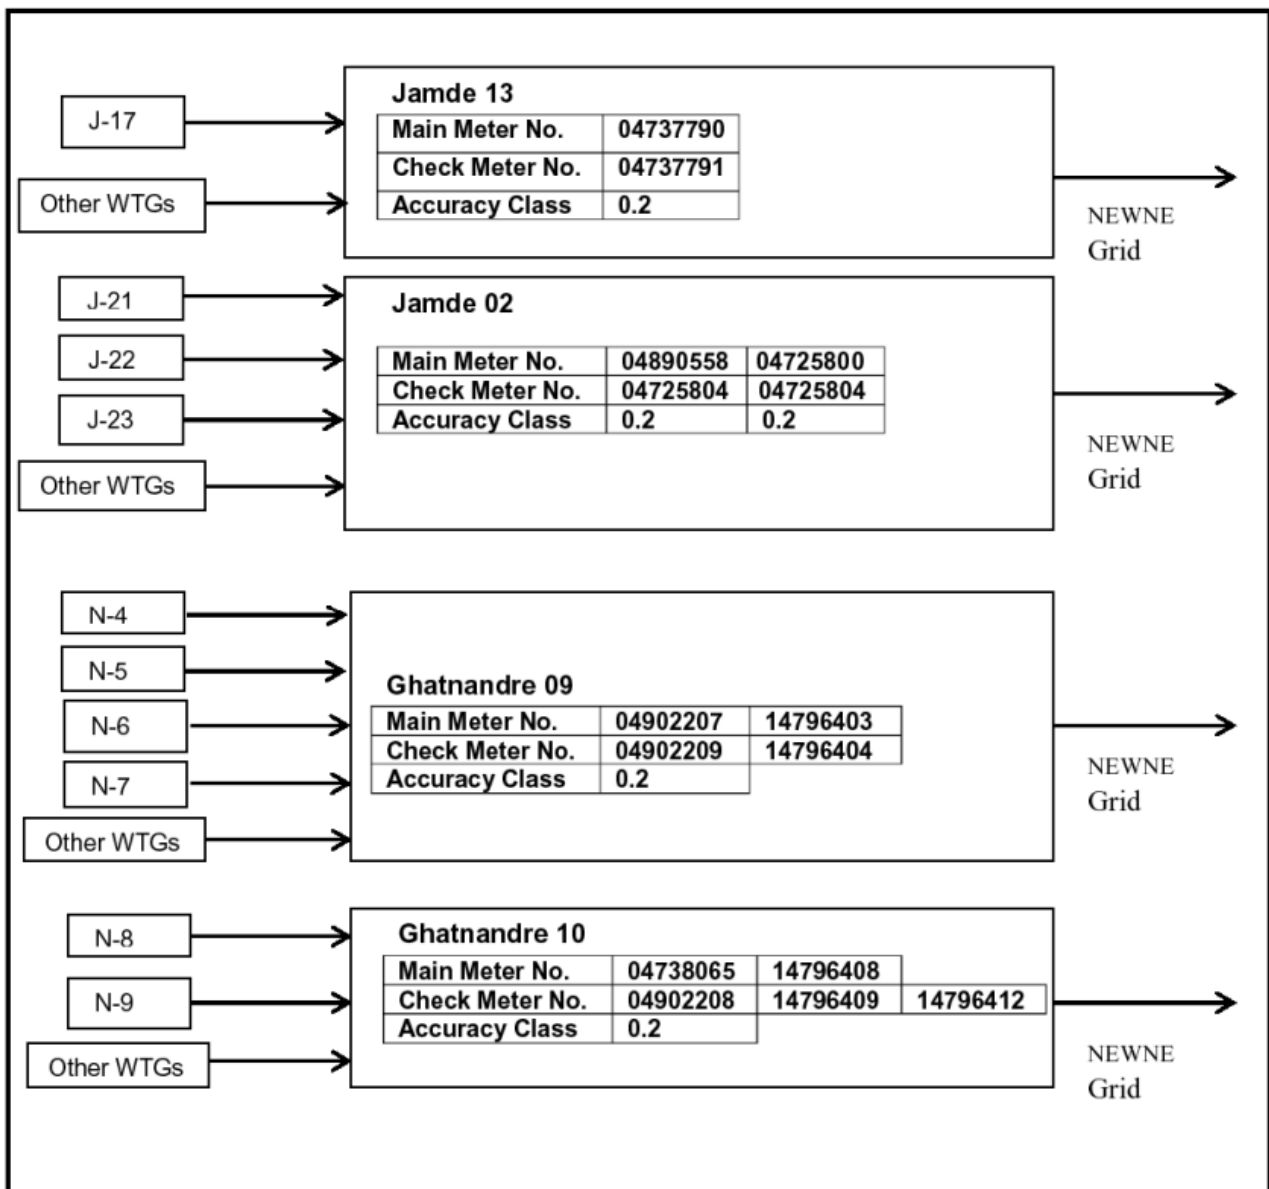 Jamde 13
J-17
Main Meter No. 04737790
Check Meter No. 04737791
Other WTGs
Accuracy Class 0.2
NEWNE
Grid
J-21
Jamde 02
J-22
Main Meter No. 04890558 04725800
Check Meter No. 04725804 04725804
J-23
Accuracy Class 0.2 0.2
NEWNE
Grid
Other WTGs
N-4
N-5
Ghatnandre 09
N-6
Main Meter No. 04902207 14796403
Check Meter No. 04902209 14796404
N-7
Accuracy Class 0.2
NEWNE
Grid
Other WTGs
N-8
Ghatnandre 10
Main Meter No. 04738065 14796408
N-9
Check Meter No. 04902208 14796409 14796412
Accuracy Class 0.2
Other WTGs
NEWNE
Grid